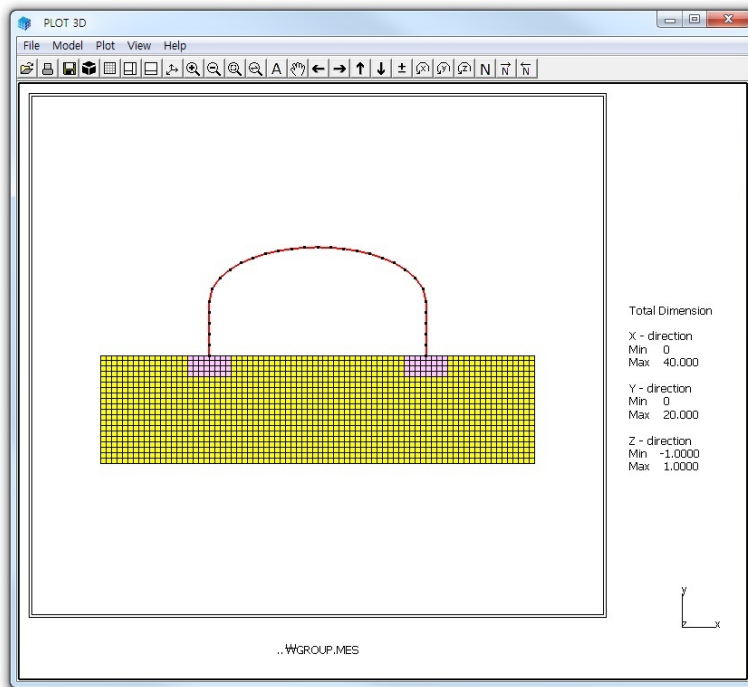 PLOT 3D
File Model Plot View Help
A ± x y z N N N
Total Dimension
X - direction
Min 0
Max 40.000
Y - direction
Min 0
Max 20.000
Z - direction
Min -1.0000
Max 1.0000
y
z x
..₩GROUP.MES